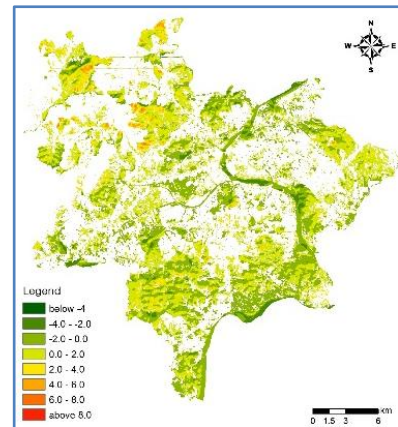 N
W E
S
Legend
below -4
-4.0 - -2.0
-2.0 - 0.0
0.0 - 2.0
2.0 - 4.0
4.0 - 6.0
6.0 - 8.0
above 8.0
km
0 1.5 3 6